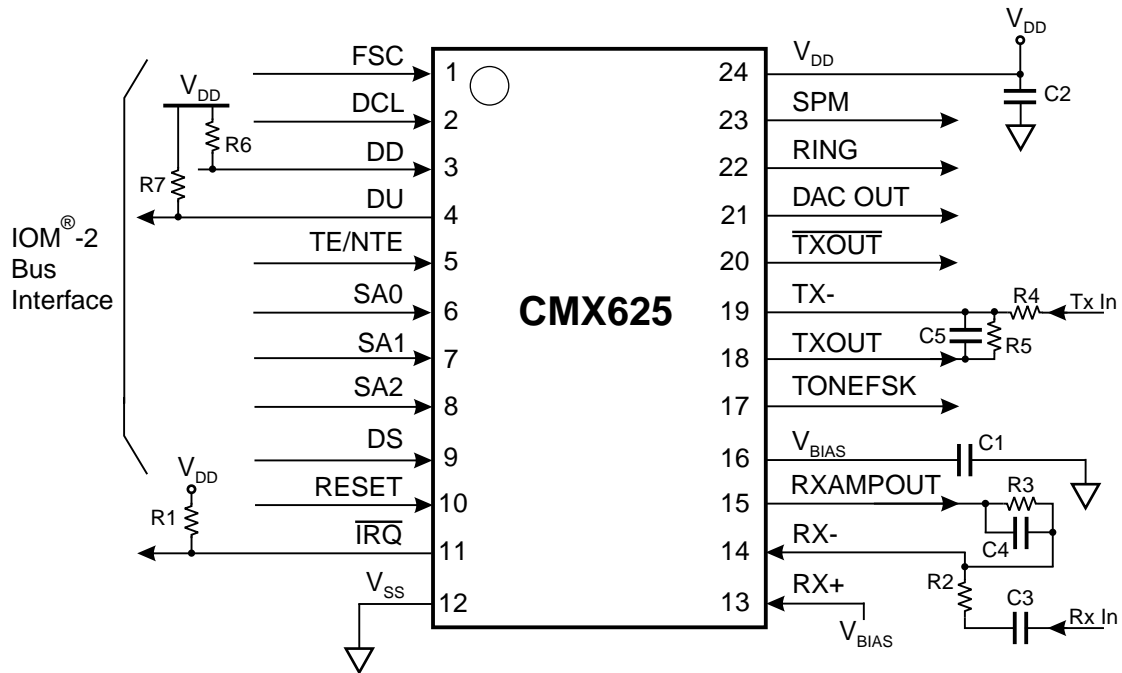 IOM®-2
Bus
Interface
FSC
DCL
DD
DU
TE/NTE
SA0
SA1
SA2
DS
RESET
IRQ
VSS
VDD
R6
R7
VDD
R1
1
2
3
4
5
6
7
8
9
10
11
12
CMX625
24
23
22
21
20
19
18
17
16
15
14
13
VDD
SPM
RING
DAC OUT
TXOUT
TX-
TXOUT
TONEFSK
VBIAS
RXAMPOUT
RX-
RX+
VBIAS
VDD
C2
R4
Tx In
C5
R5
C1
R3
C4
R2
C3
Rx In